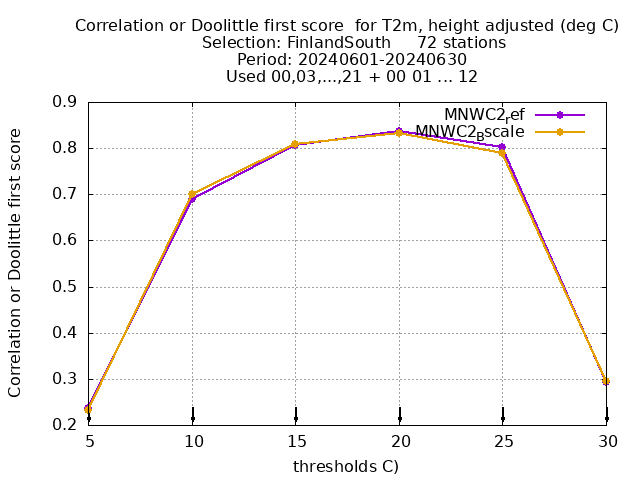 Correlation or Doolittle first score  for T2m, height adjusted (deg C)
Selection: FinlandSouth     72 stations
Period: 20240601-20240630
Used 00,03,...,21 + 00 01 ... 12
MNWC2ref
MNWC2Bscale
Correlation or Doolittle first score
0.9
0.8
0.7
0.6
0.5
0.4
0.3
0.2
5 10 15 20 25 30
thresholds C)